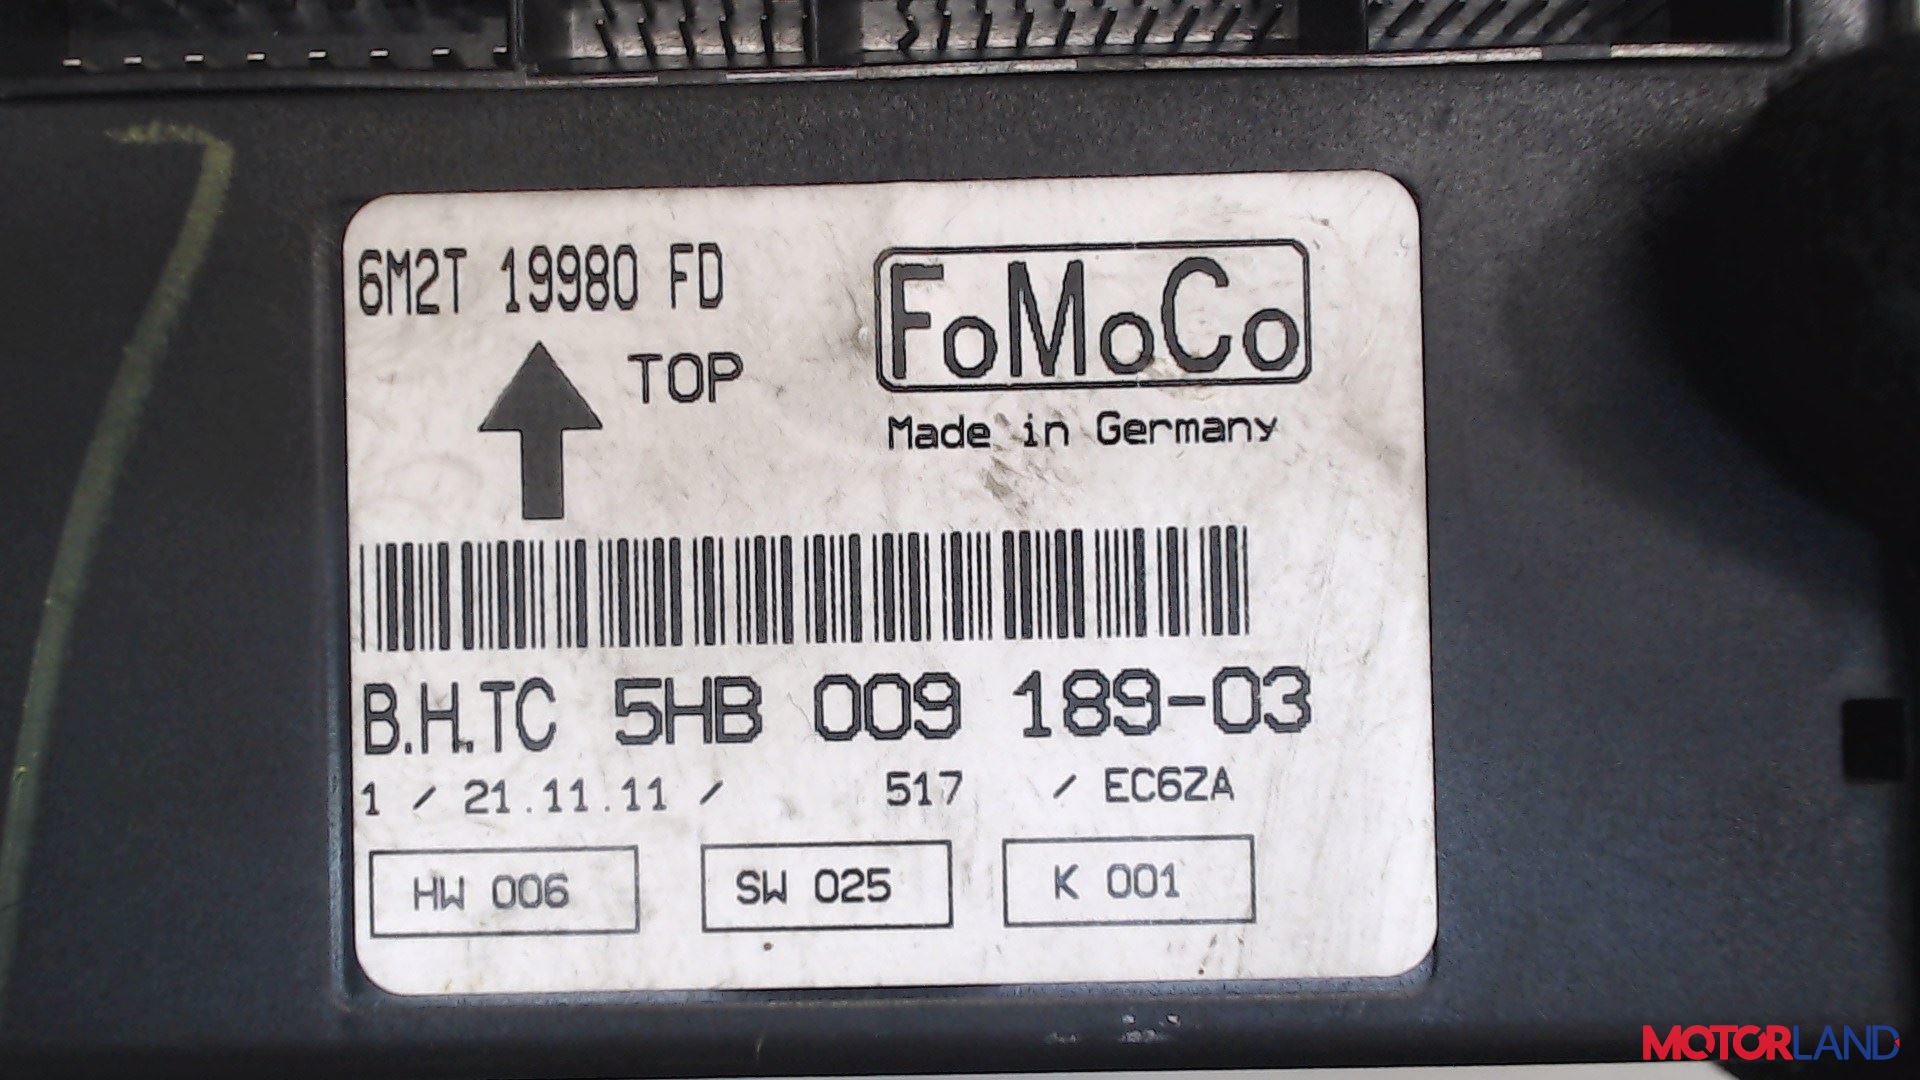 6M2T 19980 FD
TOP
FoMoCo
Made in Germany
B.H.TC 5HB 009 189-03
1 / 21.11.11 / 517 / EC6ZA
HW 006
SW 025
K 001
MOTORLAND